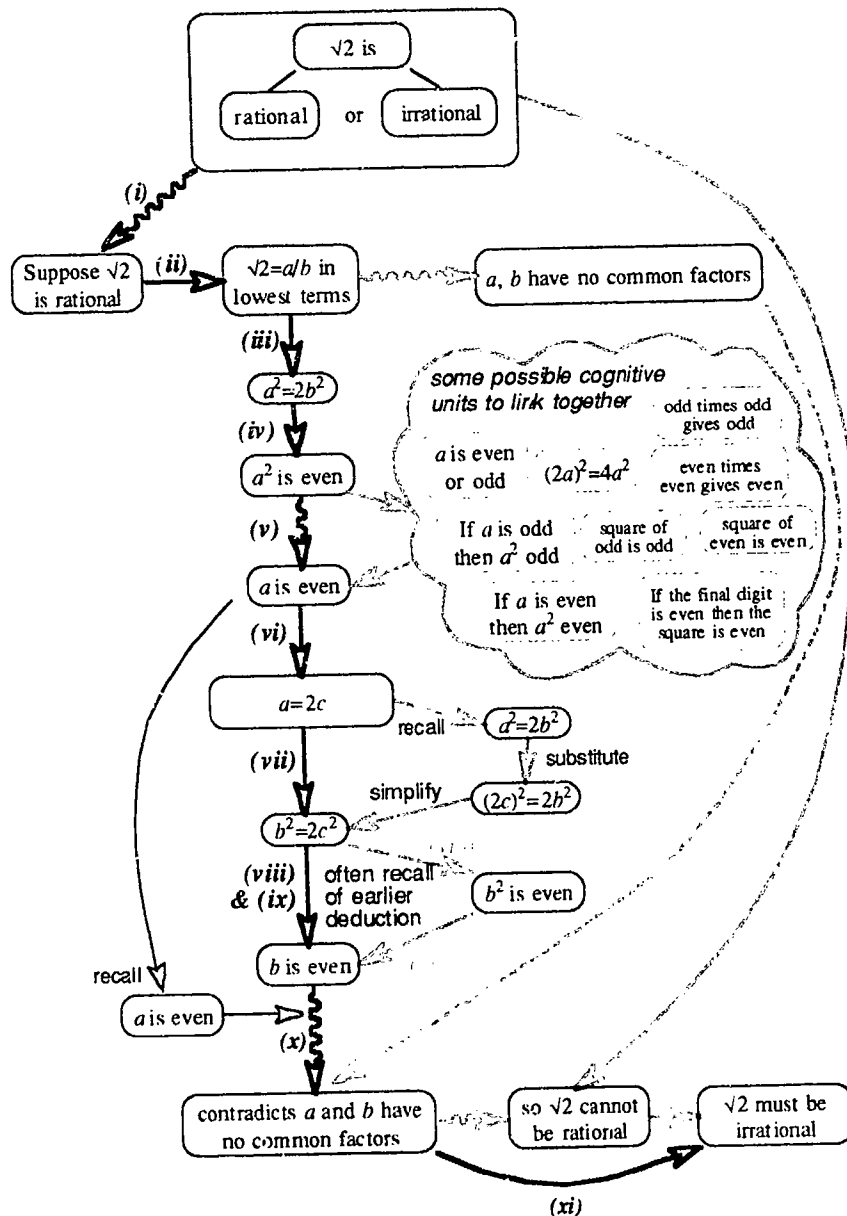 √2 is
rational or irrational
(i)
Suppose √2
is rational
(ii)
√2=a/b in
lowest terms
a, b have no common factors
(iii)
a²=2b²
(iv)
a² is even
some possible cognitive
units to link together
odd times odd
gives odd
a is even
or odd
(2a)²=4a²
even times
even gives even
If a is odd
then a² odd
square of
odd is odd
square of
even is even
If a is even
then a² even
If the final digit
is even then the
square is even
(v)
a is even
(vi)
a=2c
recall
a²=2b²
substitute
(2c)²=2b²
simplify
(vii)
b²=2c²
(viii)
& (ix)
often recall
of earlier
deduction
b² is even
b is even
recall
a is even
(x)
contradicts a and b have
no common factors
so √2 cannot
be rational
√2 must be
irrational
(xi)